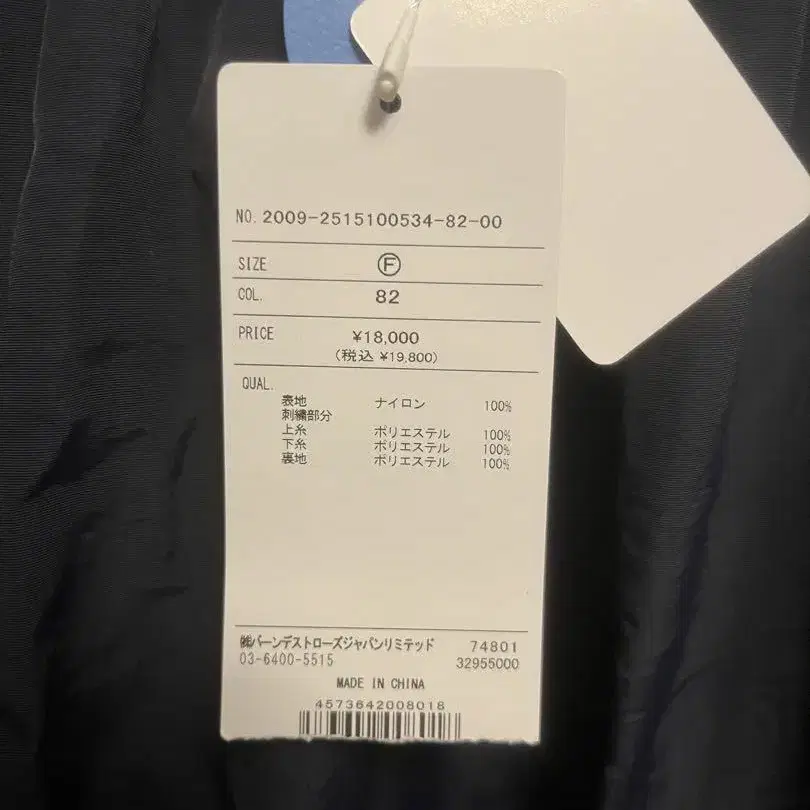 NO. 2009-2515100534-82-00
SIZE Ⓕ
COL. 82
PRICE ¥18,000
(税込 ¥19,800)
QUAL.
表地 ナイロン 100%
刺繍部分
上糸 ポリエステル 100%
下糸 ポリエステル 100%
裏地 ポリエステル 100%
㈱バーンデストローズジャパンリミテッド 74801
03-6400-5515 32955000
MADE IN CHINA
4573642008018